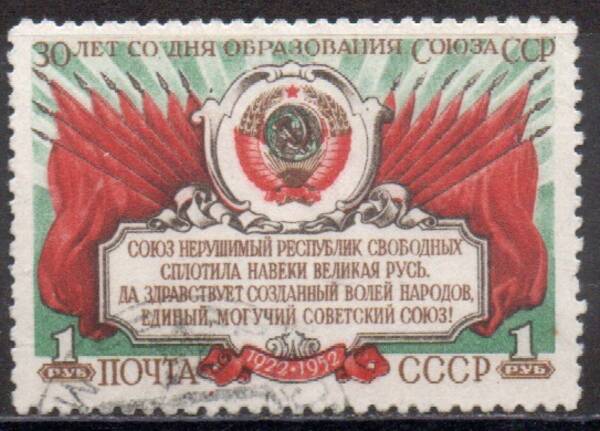 30 ЛЕТ СО ДНЯ ОБРАЗОВАНИЯ СОЮЗА ССР
СОЮЗ НЕРУШИМЫЙ РЕСПУБЛИК СВОБОДНЫХ
СПЛОТИЛА НАВЕКИ ВЕЛИКАЯ РУСЬ.
ДА ЗДРАВСТВУЕТ СОЗДАННЫЙ ВОЛЕЙ НАРОДОВ,
ЕДИНЫЙ, МОГУЧИЙ СОВЕТСКИЙ СОЮЗ!
1 РУБ
1922·1952
1 РУБ
ПОЧТА СССР